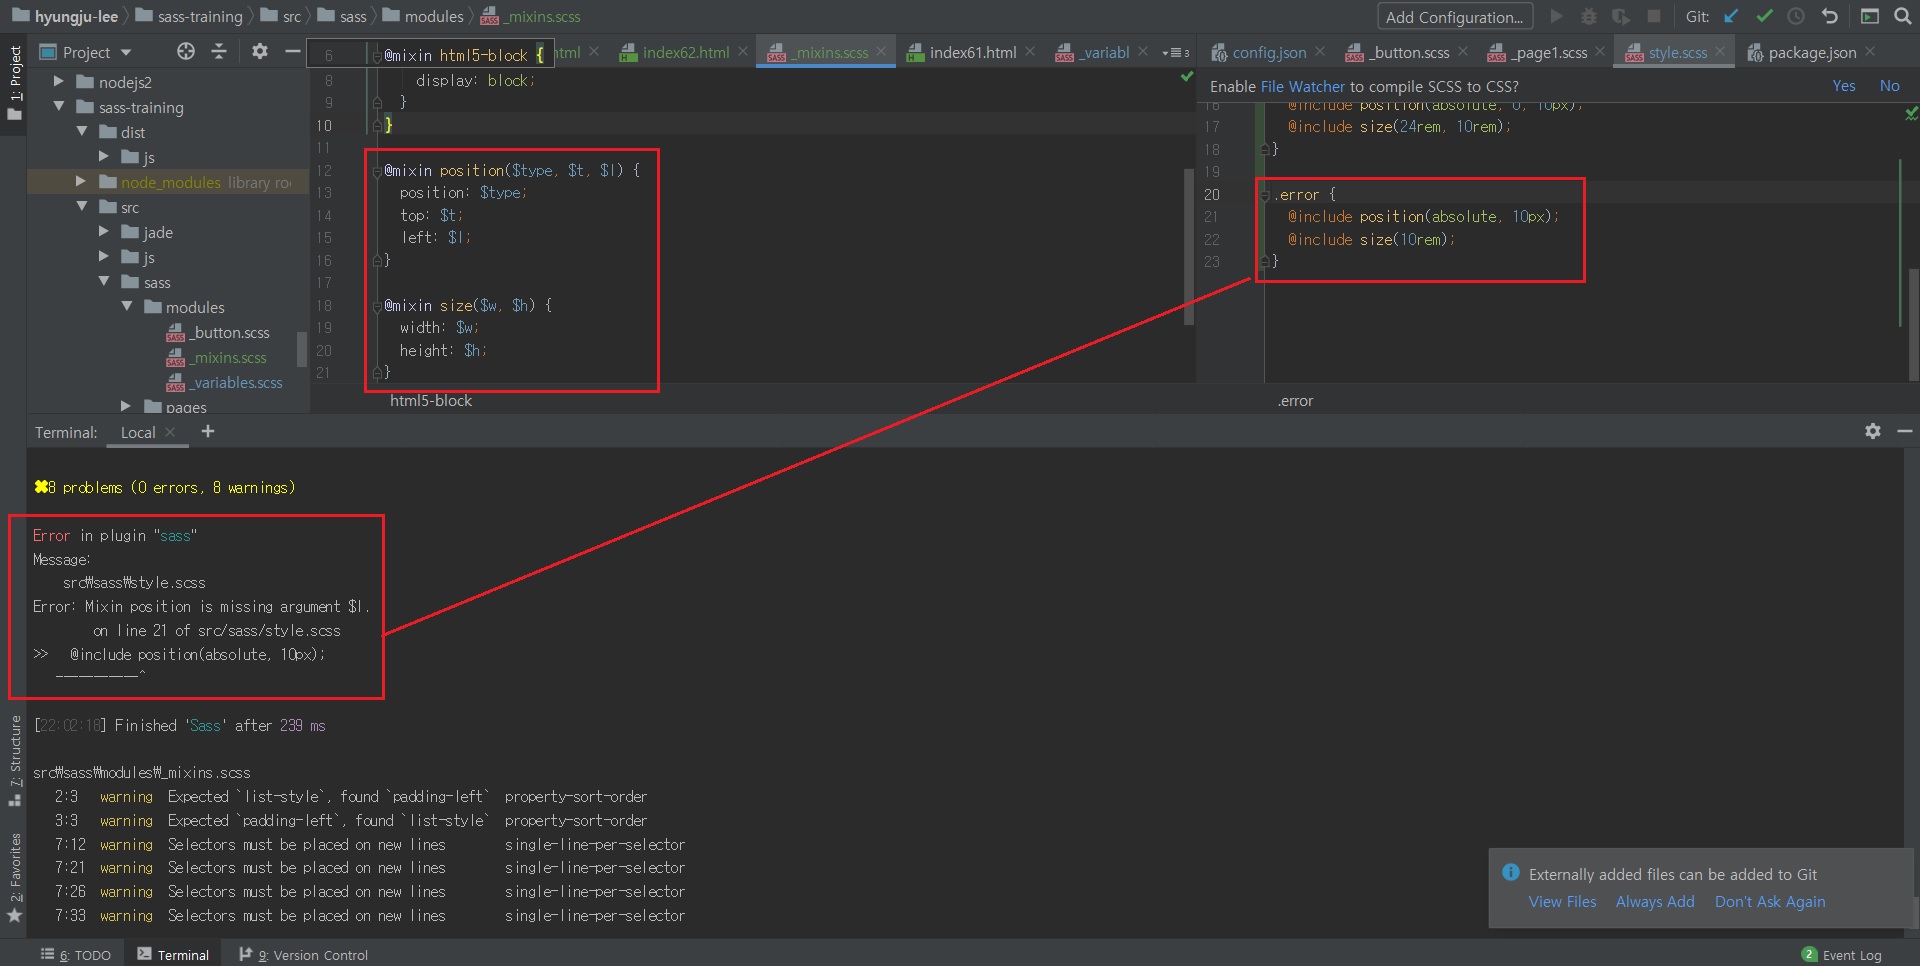 hyungju-lee
sass-training
src
sass
modules
_mixins.scss
Add Configuration...
Git:
1: Project
Project
6 @mixin html5-block {
html
index62.html
_mixins.scss
index61.html
_variabl
3
config.json
_button.scss
_page1.scss
style.scss
package.json
nodejs2
sass-training
dist
js
node_modules library roo
src
jade
js
sass
modules
_button.scss
_mixins.scss
_variables.scss
pages
8 display: block;
9 }
10 }
11
12 @mixin position($type, $t, $l) {
13 position: $type;
14 top: $t;
15 left: $l;
16 }
17
18 @mixin size($w, $h) {
19 width: $w;
20 height: $h;
21 }
html5-block
Enable File Watcher to compile SCSS to CSS?
Yes
No
16 @include position(absolute, 0, 10px);
17 @include size(24rem, 10rem);
18 }
19
20 .error {
21 @include position(absolute, 10px);
22 @include size(10rem);
23 }
.error
Terminal:
Local
+
✖8 problems (0 errors, 8 warnings)
Error in plugin "sass"
Message:
src₩sass₩style.scss
Error: Mixin position is missing argument $l.
on line 21 of src/sass/style.scss
>> @include position(absolute, 10px);
-----------^
[22:02:18] Finished 'Sass' after 239 ms
src₩sass₩modules₩_mixins.scss
2:3 warning Expected `list-style`, found `padding-left` property-sort-order
3:3 warning Expected `padding-left`, found `list-style` property-sort-order
7:12 warning Selectors must be placed on new lines single-line-per-selector
7:21 warning Selectors must be placed on new lines single-line-per-selector
7:26 warning Selectors must be placed on new lines single-line-per-selector
7:33 warning Selectors must be placed on new lines single-line-per-selector
7: Structure
2: Favorites
Externally added files can be added to Git
View Files
Always Add
Don't Ask Again
6: TODO
Terminal
9: Version Control
2 Event Log